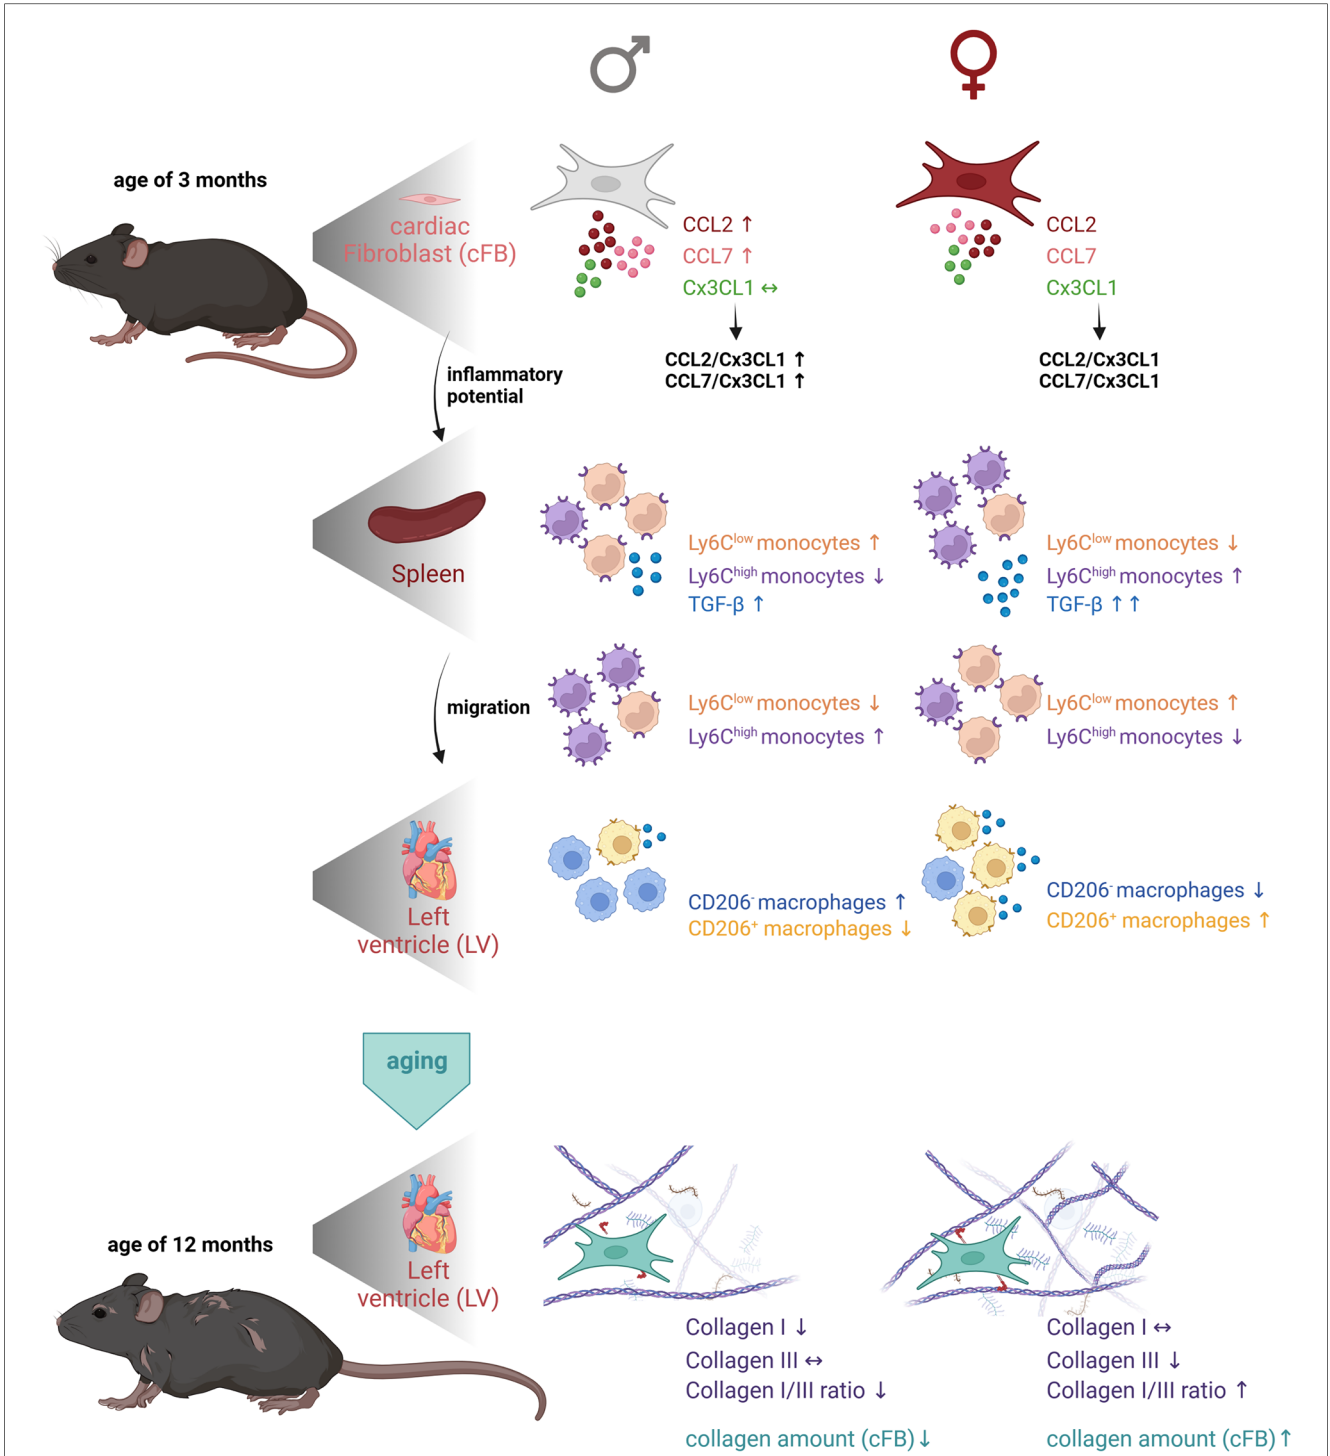 age of 3 months
cardiac
Fibroblast (cFB)
CCL2 ↑
CCL7 ↑
Cx3CL1 ↔
CCL2/Cx3CL1 ↑
CCL7/Cx3CL1 ↑
CCL2
CCL7
Cx3CL1
CCL2/Cx3CL1
CCL7/Cx3CL1
inflammatory
potential
Spleen
Ly6Clow monocytes ↑
Ly6Chigh monocytes ↓
TGF-β ↑
Ly6Clow monocytes ↓
Ly6Chigh monocytes ↑
TGF-β ↑↑
migration
Ly6Clow monocytes ↓
Ly6Chigh monocytes ↑
Ly6Clow monocytes ↑
Ly6Chigh monocytes ↓
Left
ventricle (LV)
CD206- macrophages ↑
CD206+ macrophages ↓
CD206- macrophages ↓
CD206+ macrophages ↑
aging
age of 12 months
Left
ventricle (LV)
Collagen I ↓
Collagen III ↔
Collagen I/III ratio ↓
collagen amount (cFB) ↓
Collagen I ↔
Collagen III ↓
Collagen I/III ratio ↑
collagen amount (cFB) ↑